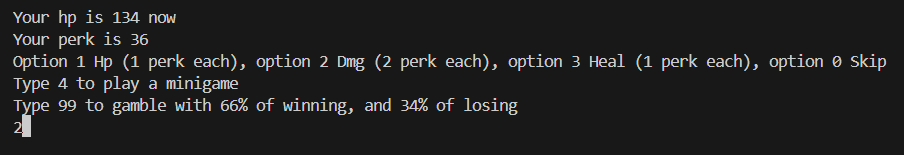 Your hp is 134 now
Your perk is 36
Option 1 Hp (1 perk each), option 2 Dmg (2 perk each), option 3 Heal (1 perk each), option 0 Skip
Type 4 to play a minigame
Type 99 to gamble with 66% of winning, and 34% of losing
2